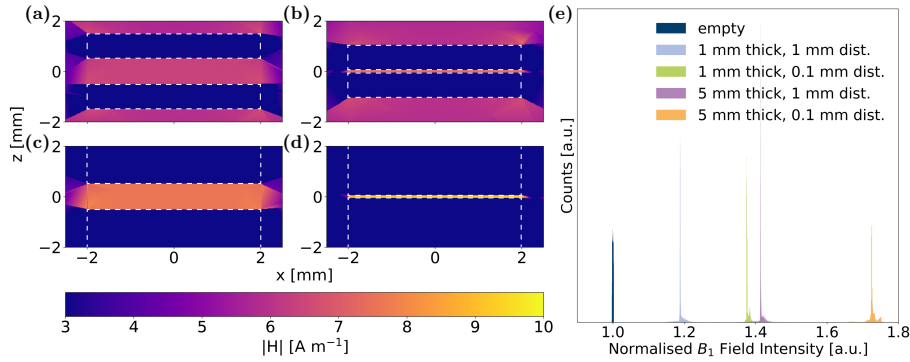 (a)
(b)
(e)
2
0
−2
2
0
−2
(c)
(d)
2
0
−2
2
0
−2
z [mm]
−2
0
2
−2
0
2
x [mm]
3
4
5
6
7
8
9
10
|H| [A m⁻¹]
empty
1 mm thick, 1 mm dist.
1 mm thick, 0.1 mm dist.
5 mm thick, 1 mm dist.
5 mm thick, 0.1 mm dist.
Counts [a.u.]
1.0
1.2
1.4
1.6
1.8
Normalised B₁ Field Intensity [a.u.]